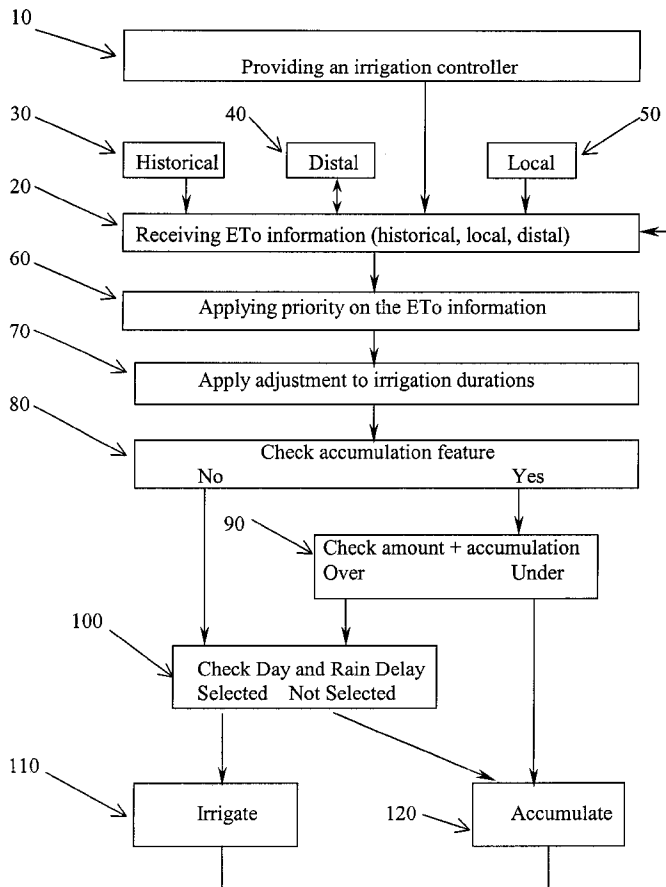 10
Providing an irrigation controller
30
40
50
Historical
Distal
Local
20
Receiving ETo information (historical, local, distal)
60
Applying priority on the ETo information
70
Apply adjustment to irrigation durations
80
Check accumulation feature
No Yes
90
Check amount + accumulation
Over Under
100
Check Day and Rain Delay
Selected Not Selected
110
Irrigate
120
Accumulate